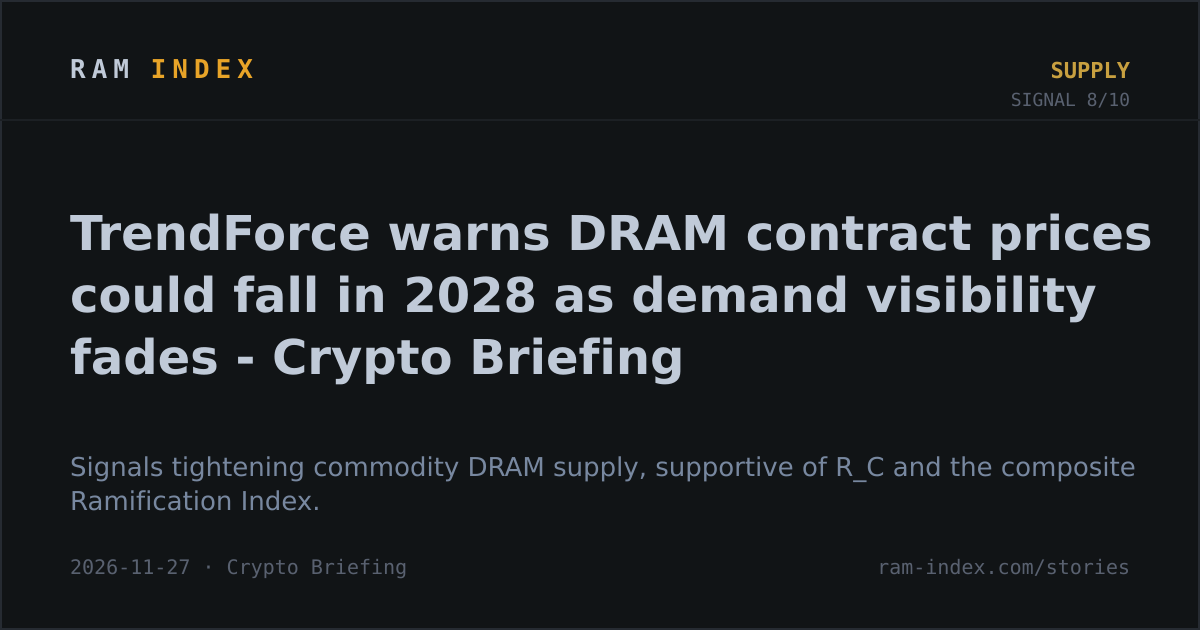 RAM INDEX
SUPPLY
SIGNAL 8/10
TrendForce warns DRAM contract prices
could fall in 2028 as demand visibility
fades - Crypto Briefing
Signals tightening commodity DRAM supply, supportive of R_C and the composite
Ramification Index.
2026-11-27 · Crypto Briefing
ram-index.com/stories